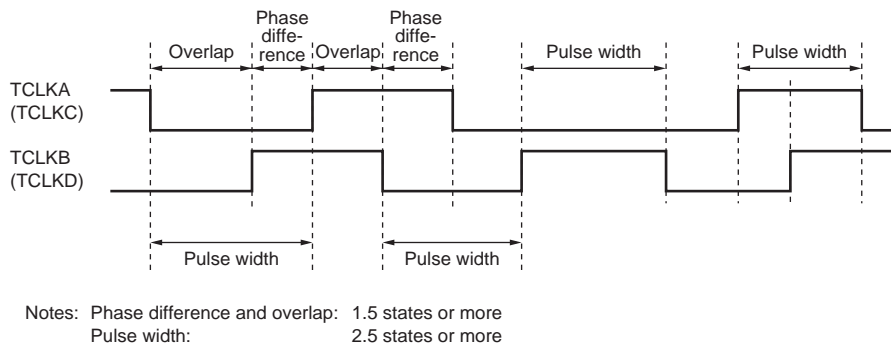 Phase
diffe-
rence
Phase
diffe-
rence
Overlap
Overlap
Pulse width
Pulse width
TCLKA
(TCLKC)
TCLKB
(TCLKD)
Pulse width
Pulse width
Notes: Phase difference and overlap: 1.5 states or more
Pulse width: 2.5 states or more